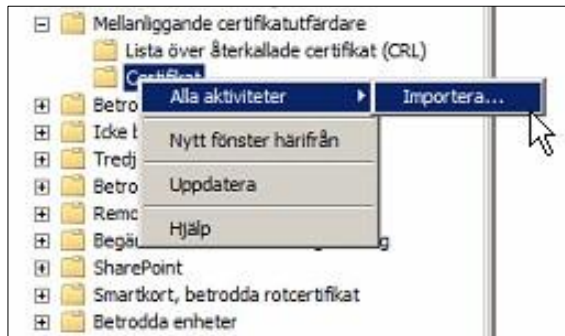 Mellanliggande certifikatutfärdare
Lista över återkallade certifikat (CRL)
Certifikat
Alla aktiviteter
Importera...
Betro
Icke b
Nytt fönster härifrån
Tredj
Betro
Uppdatera
Remo
Hjälp
Begär
g
SharePoint
Smartkort, betrodda rotcertifikat
Betrodda enheter